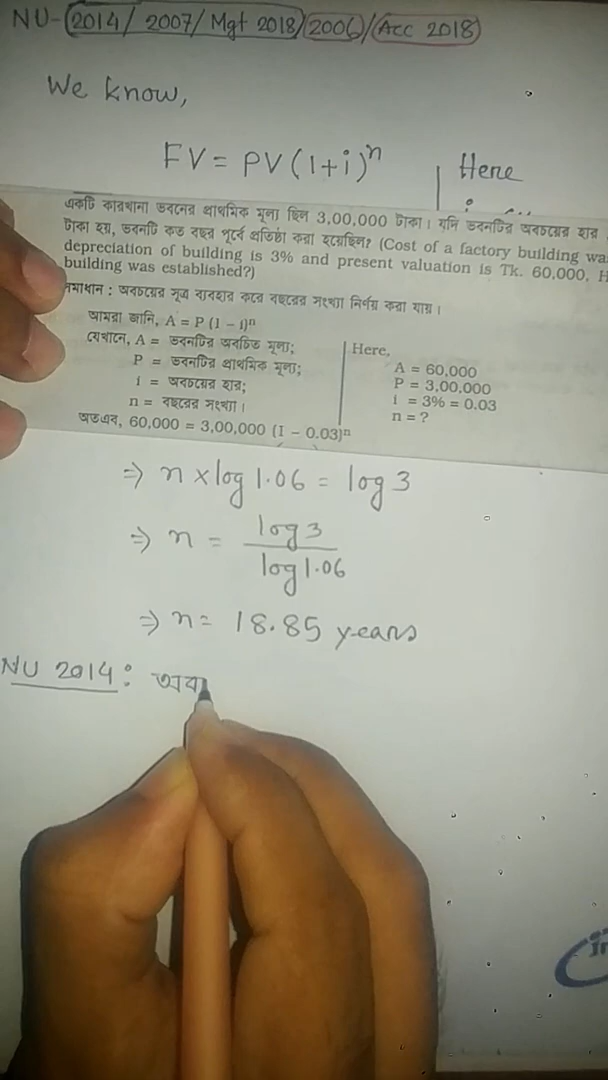 NU-(2014/2007/Mgt 2018)(2006)/(Acc 2018)
We know,
FV = PV(1+i)ⁿ
Here
একটি কারখানা ভবনের প্রাথমিক মূল্য ছিল 3,00,000 টাকা। যদি ভবনটির অবচয়ের হার
টাকা হয়, ভবনটি কত বছর পূর্বে প্রতিষ্ঠা করা হয়েছিল? (Cost of a factory building wa
depreciation of building is 3% and present valuation is Tk. 60,000, H
building was established?)
সমাধান : অবচয়ের সূত্র ব্যবহার করে বছরের সংখ্যা নির্ণয় করা যায়।
আমরা জানি, A = P (1 – i)ⁿ
যেখানে, A = ভবনটির অবচিত মূল্য;
P = ভবনটির প্রাথমিক মূল্য;
i = অবচয়ের হার;
n = বছরের সংখ্যা।
Here,
A = 60,000
P = 3,00,000
i = 3% = 0.03
n = ?
অতএব, 60,000 = 3,00,000 (I – 0.03)ⁿ
⇒ n × log 1.06 = log 3
⇒ n = log 3 / log 1.06
⇒ n = 18.85 years
NU 2014: অব